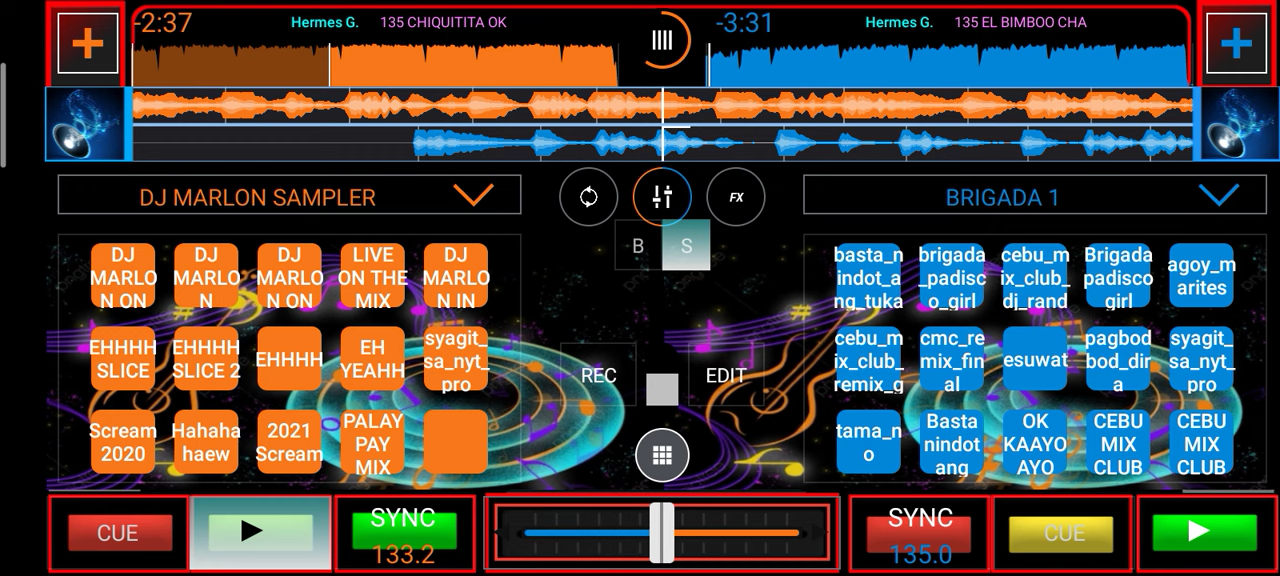 -2:37
Hermes G.
135 CHIQUITITA OK
-3:31
Hermes G.
135 EL BIMBOO CHA
DJ MARLON SAMPLER
FX
BRIGADA 1
B
S
DJ
MARLO
N ON
DJ
MARLO
N
DJ
MARLO
N ON
LIVE
ON THE
MIX
DJ
MARLO
N IN
EHHHH
SLICE
EHHHH
SLICE 2
EHHHH
EH
YEAHH
syagit_
sa_nyt_
pro
Scream
2020
Hahaha
haew
2021
Scream
PALAY
PAY
MIX
REC
EDIT
basta_n
indot_a
ng_tuka
brigada
_padisc
o_girl
cebu_m
ix_club_
dj_rand
Brigada
padisco
girl
agoy_m
arites
cebu_m
ix_club_
remix_g
cmc_re
mix_fin
al
esuwat
pagbod
bod_dir
a
syagit_
sa_nyt_
pro
tama_n
o
Basta
nindot
ang
OK
KAAYO
AYO
CEBU
MIX
CLUB
CEBU
MIX
CLUB
CUE
SYNC
133.2
SYNC
135.0
CUE